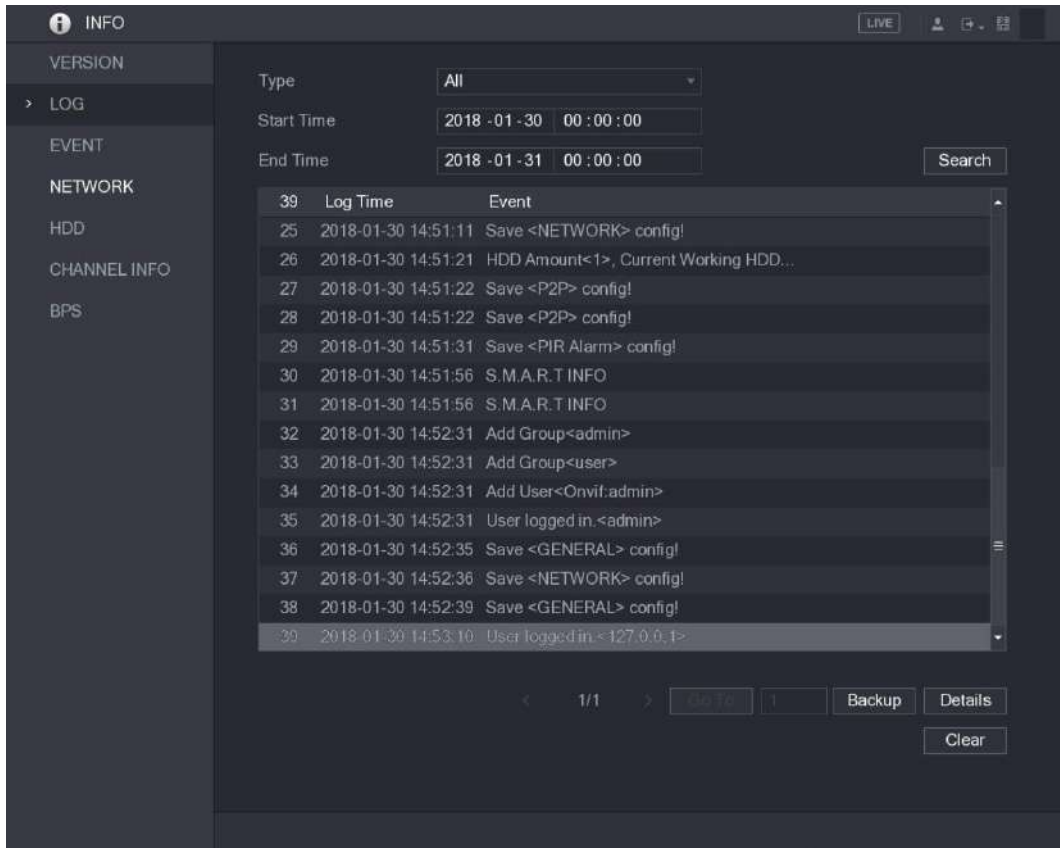 INFO LIVE
VERSION
> LOG
EVENT
NETWORK
HDD
CHANNEL INFO
BPS
Type All
Start Time 2018 -01 -30 00 : 00 : 00
End Time 2018 -01 -31 00 : 00 : 00 Search
39 Log Time Event
25 2018-01-30 14:51:11 Save <NETWORK> config!
26 2018-01-30 14:51:21 HDD Amount<1>, Current Working HDD...
27 2018-01-30 14:51:22 Save <P2P> config!
28 2018-01-30 14:51:22 Save <P2P> config!
29 2018-01-30 14:51:31 Save <PIR Alarm> config!
30 2018-01-30 14:51:56 S.M.A.R.T INFO
31 2018-01-30 14:51:56 S.M.A.R.T INFO
32 2018-01-30 14:52:31 Add Group<admin>
33 2018-01-30 14:52:31 Add Group<user>
34 2018-01-30 14:52:31 Add User<Onvif:admin>
35 2018-01-30 14:52:31 User logged in.<admin>
36 2018-01-30 14:52:35 Save <GENERAL> config!
37 2018-01-30 14:52:36 Save <NETWORK> config!
38 2018-01-30 14:52:39 Save <GENERAL> config!
39 2018-01-30 14:53:10 User logged in.<127.0.0.1>
< 1/1 > Go To 1 Backup Details
Clear